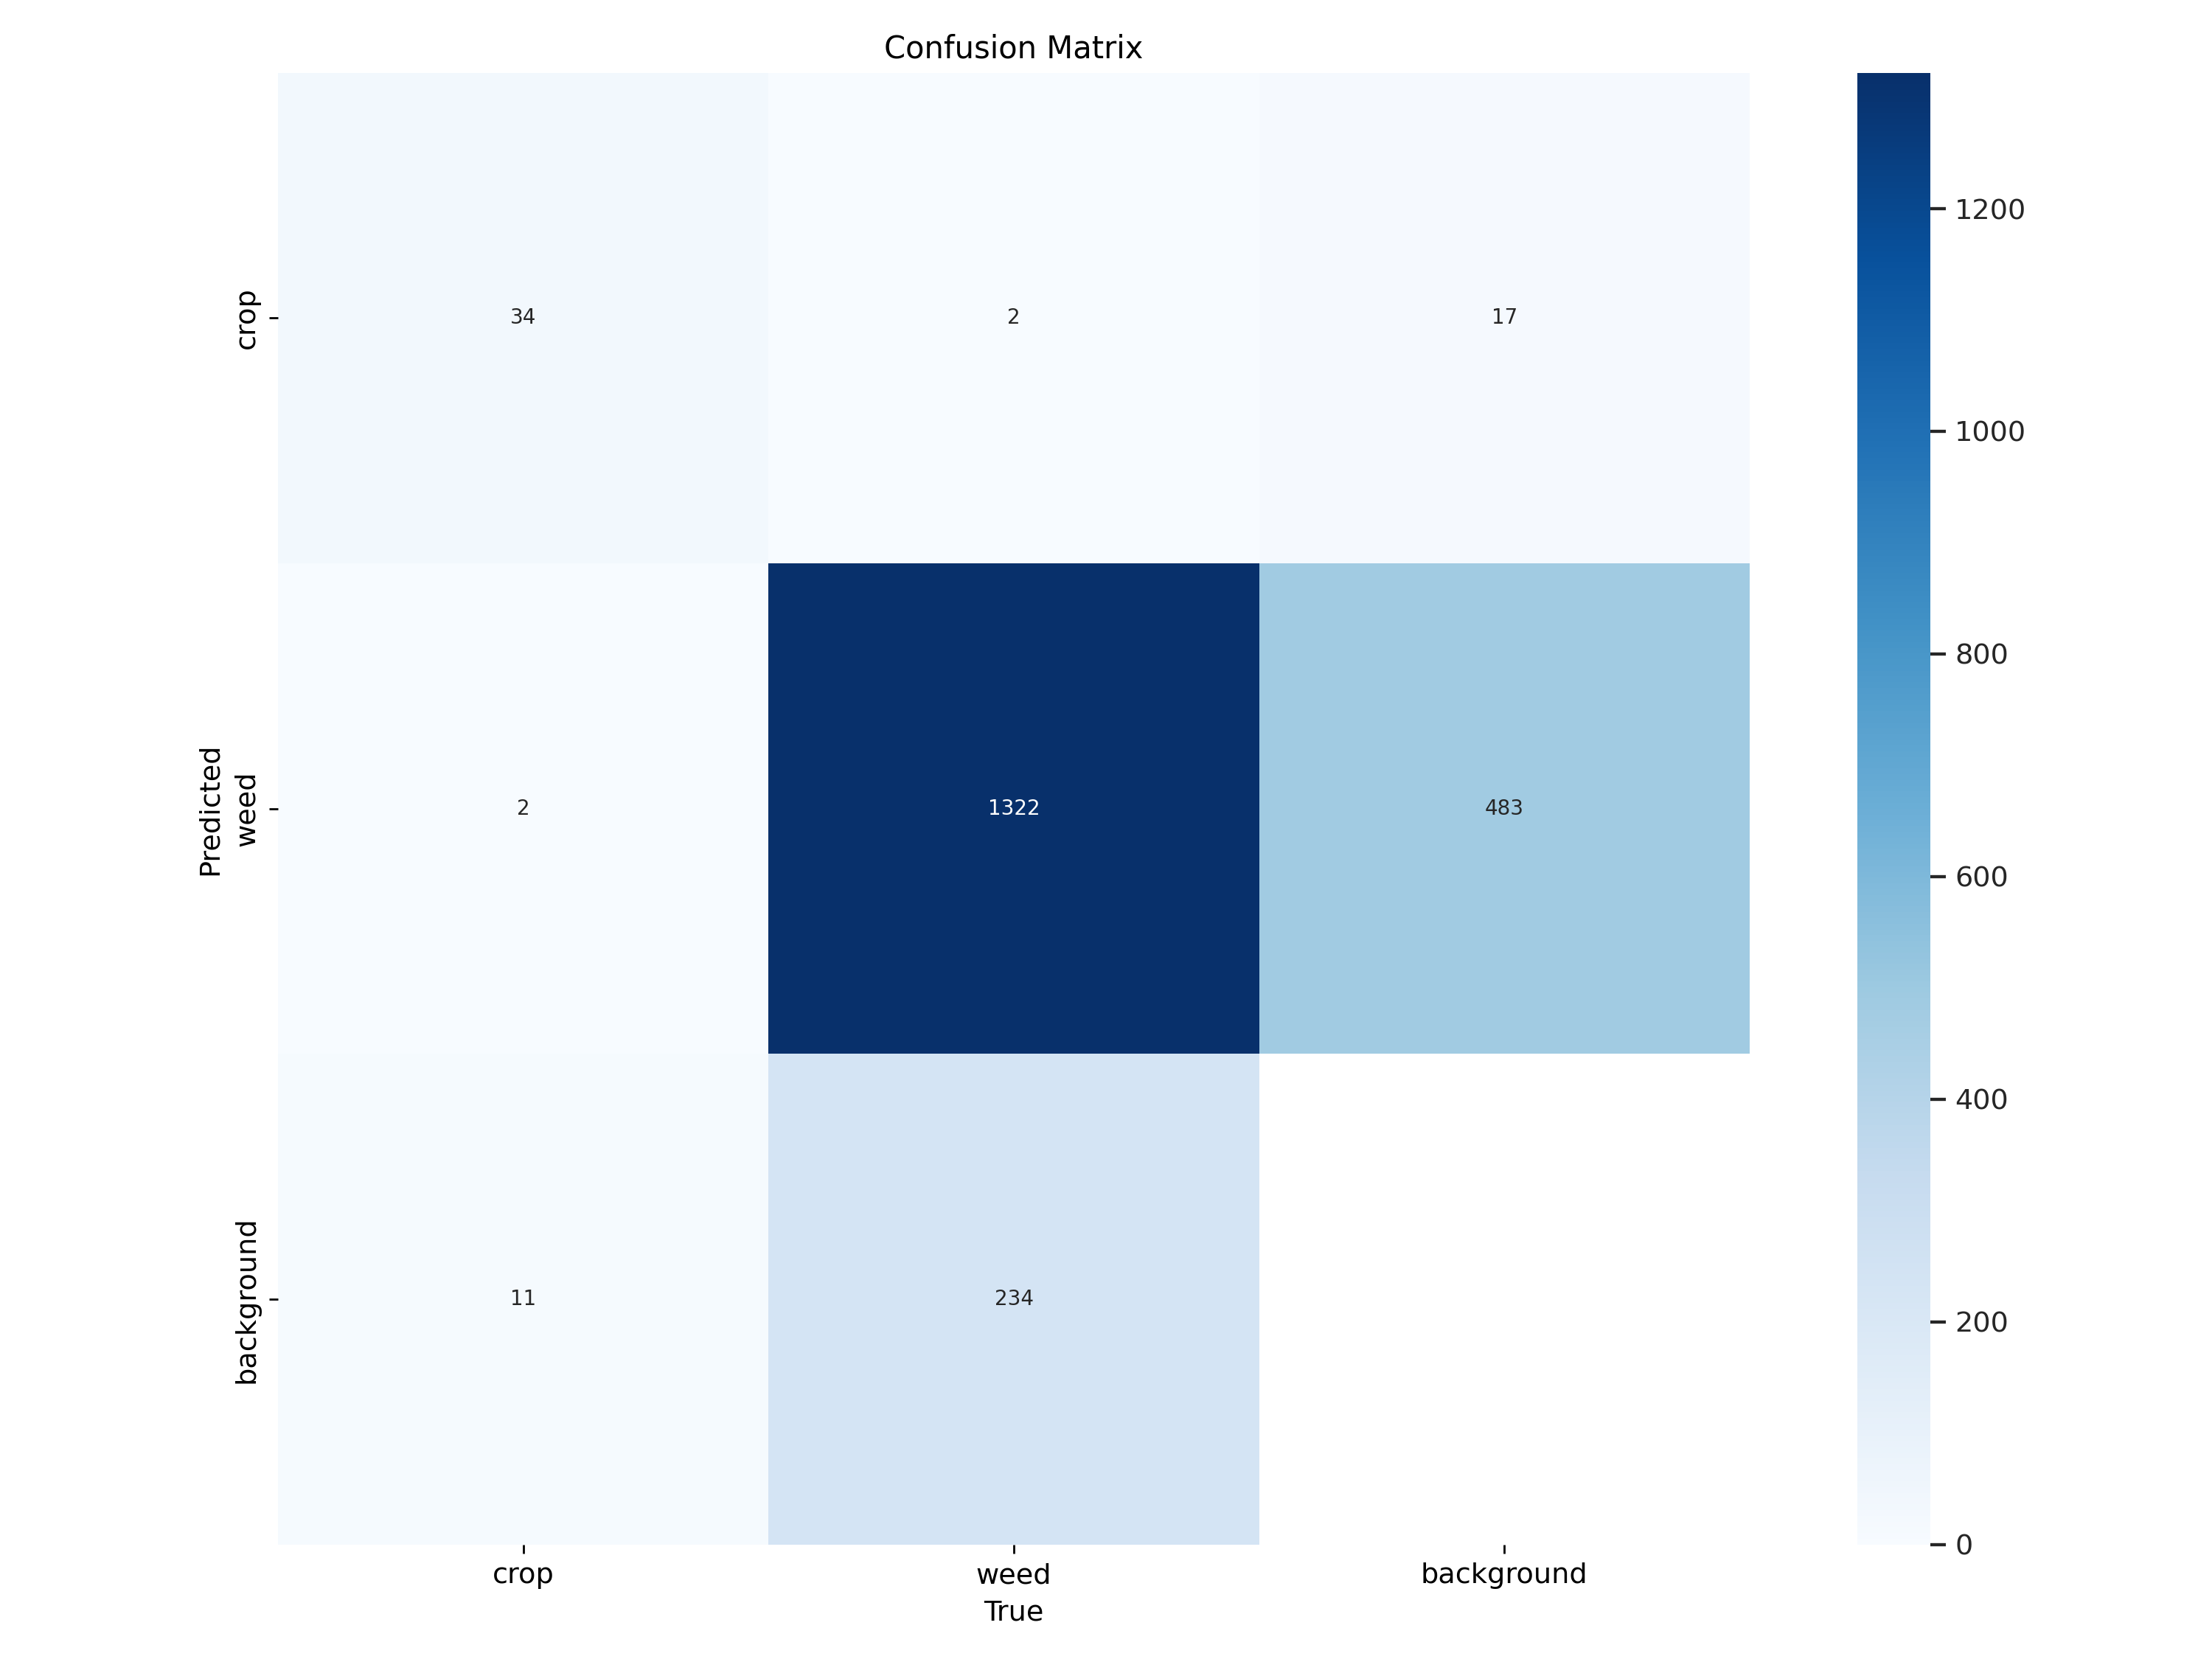 Confusion Matrix
crop
34
2
17
1200
1000
800
Predicted
weed
2
1322
483
600
400
background
11
234
200
0
crop
weed
background
True